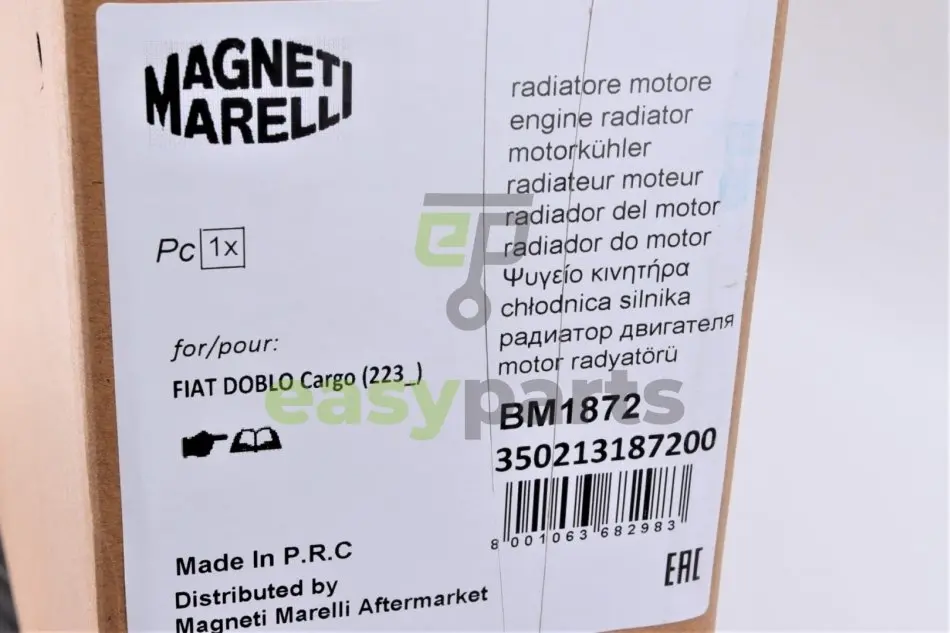 MAGNETI
MARELLI
Pc 1x
for/pour:
FIAT DOBLO Cargo (223_)
Made In P.R.C
Distributed by
Magneti Marelli Aftermarket
radiatore motore
engine radiator
motorkühler
radiateur moteur
radiador del motor
radiador do motor
Ψυγείο κινητήρα
chłodnica silnika
радиатор двигателя
motor radyatörü
BM1872
350213187200
8 001063 682983
EAC
ep
easyparts